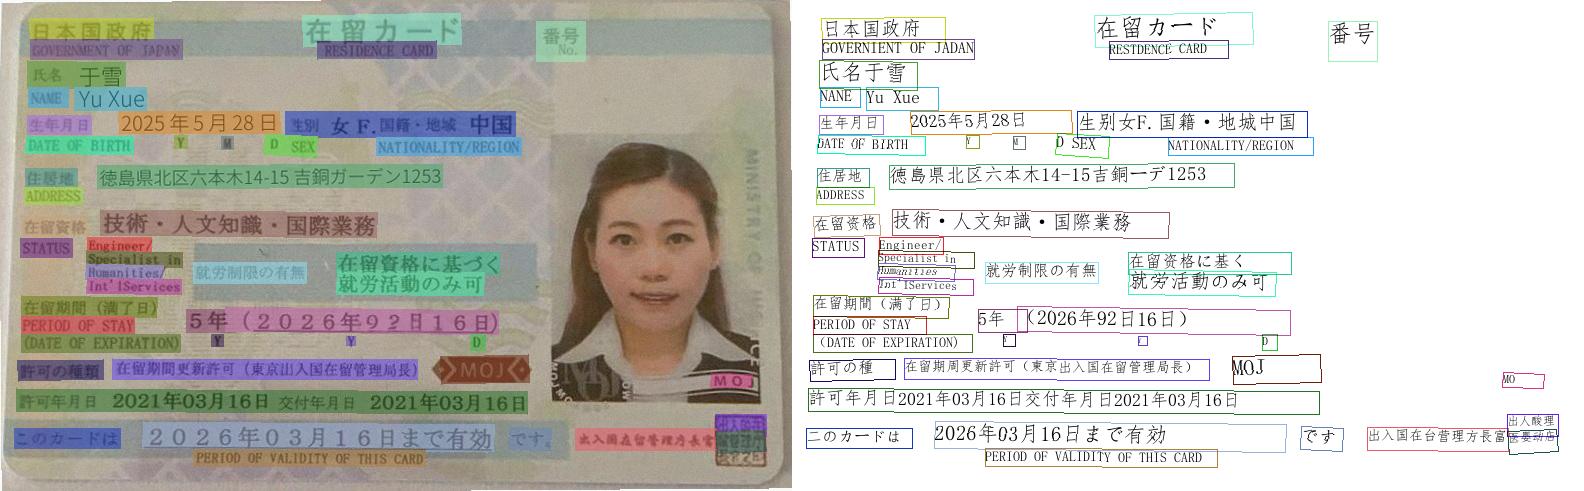 日本国政府 在留カード 番号
GOVERNMENT OF JAPAN RESIDENCE CARD No.
氏名 于雪
NAME Yu Xue
生年月日 2025年5月28日 生别 女 F. 国籍・地域 中国
DATE OF BIRTH Y M D SEX NATIONALITY/REGION
住居地 徳島県北区六本木14-15 吉銅ガーデン1253
ADDRESS
在留資格 技術・人文知識・国際業務
STATUS Engineer/
Specialist in
Humanities/
Int'lServices
就労制限の有無 在留資格に基づく
就労活動のみ可
在留期間（満了日） 5年（2026年92日16日）
PERIOD OF STAY
(DATE OF EXPIRATION) Y Y D
許可の種類 在留期間更新許可（東京出入国在留管理局長） MOJ
MOJ
許可年月日 2021年03月16日 交付年月日 2021年03月16日
このカードは 2026年03月16日まで有効 です。 出入国在留管理庁長官
PERIOD OF VALIDITY OF THIS CARD
日本国政府 在留カード 番号
GOVERNIENT OF JADAN RESTDENCE CARD
氏名于雪
NANE Yu Xue
生年月日 2025年5月28日 生别女F.国籍・地城中国
DATE OF BIRTH Y M D SEX NATIONALITY/REGION
住居地 徳島県北区六本木14-15吉銅一デ1253
ADDRESS
在留資格 技術・人文知識・国際業務
STATUS Engineer/
Specialist in
Humanities
Int'lServices
就労制限の有無 在留資格に基く
就労活動のみ可
在留期間（満了日） 5年 （2026年92日16日）
PERIOD OF STAY
(DATE OF EXPIRATION) D
許可の種 在留期周更新許可（東京出入国在留管理局長） MOJ
MO
許可年月日2021年03月16日交付年月日2021年03月16日
二のカードは 2026年03月16日まで有効 です 出入国在台管理方長富
出人酸理
PERIOD OF VALIDITY OF THIS CARD